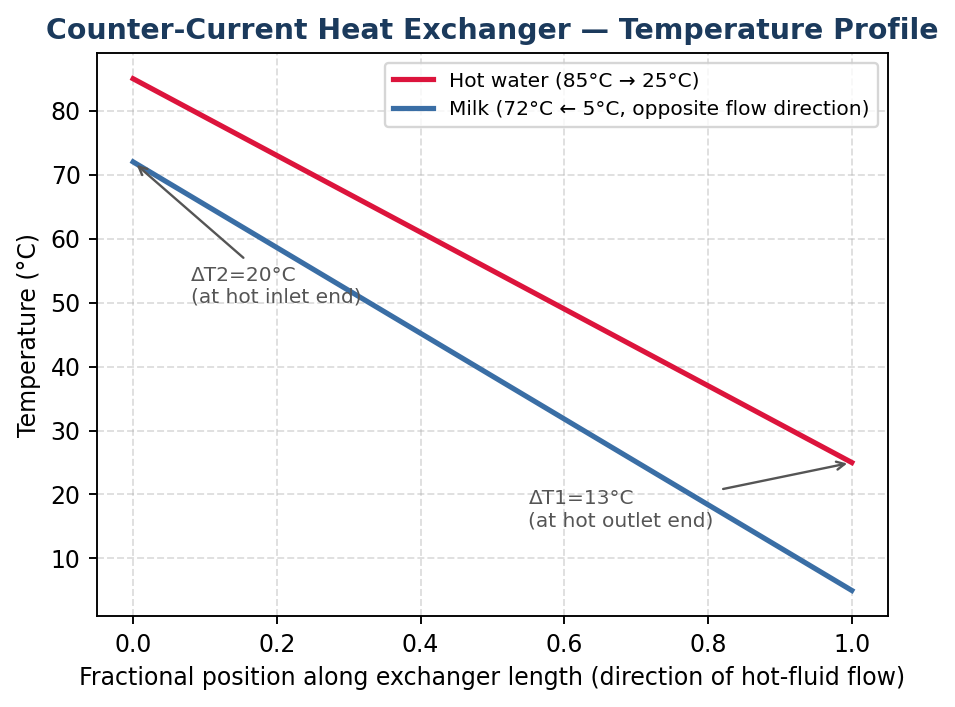 Counter-Current Heat Exchanger — Temperature Profile
Hot water (85°C → 25°C)
Milk (72°C ← 5°C, opposite flow direction)
Temperature (°C)
80
70
60
50
40
30
20
10
ΔT2=20°C
(at hot inlet end)
ΔT1=13°C
(at hot outlet end)
0.0 0.2 0.4 0.6 0.8 1.0
Fractional position along exchanger length (direction of hot-fluid flow)